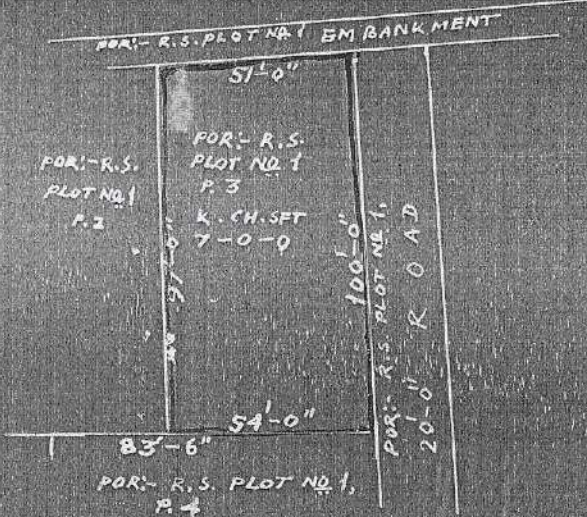 POR:- R.S. PLOT NO. 1 EMBANKMENT
51'-0"
POR:- R.S.
PLOT NO 1
P. 3
K. CH. SFT
7-0-0
POR:- R.S.
PLOT NO 1
P. 2
97'-0"
100'-0"
POR:- R.S. PLOT NO 1,
20'-0" ROAD
54'-0"
83'-6"
POR:- R.S. PLOT NO 1,
P. 4